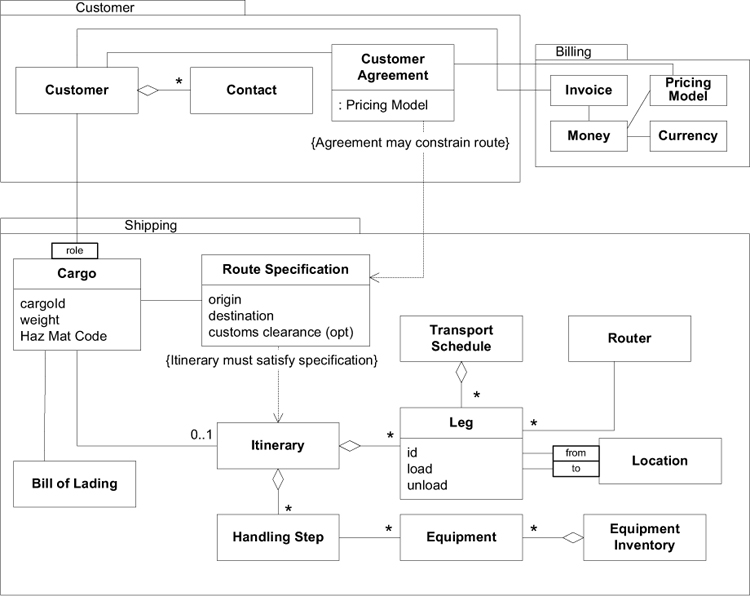 Customer
Customer
*
Contact
Customer
Agreement
: Pricing Model
{Agreement may constrain route}
Billing
Invoice
Pricing
Model
Money
Currency
Shipping
role
Cargo
cargoId
weight
Haz Mat Code
Route Specification
origin
destination
customs clearance (opt)
{Itinerary must satisfy specification}
Transport
Schedule
*
Router
*
0..1
Itinerary
*
Leg
id
load
unload
from
to
Location
Bill of Lading
*
Handling Step
*
Equipment
*
Equipment
Inventory